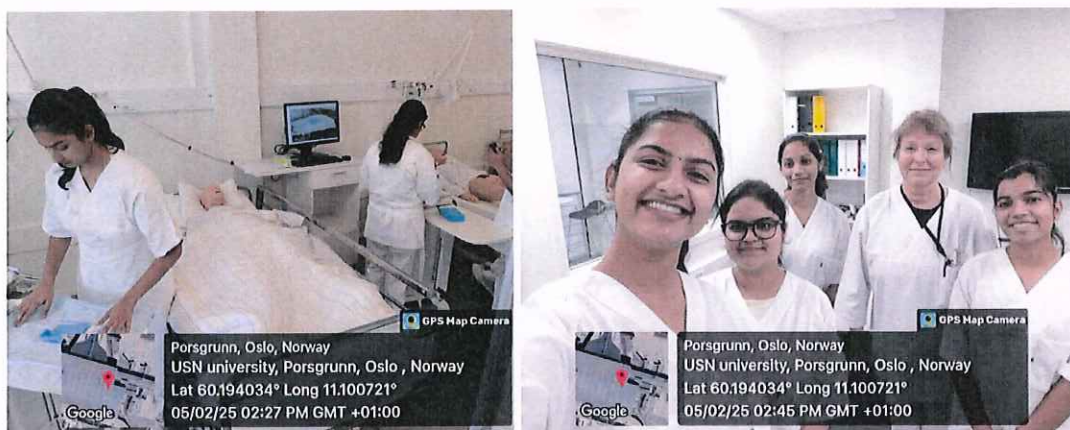 GPS Map Camera
Porsgrunn, Oslo, Norway
USN university, Porsgrunn, Oslo , Norway
Lat 60.194034° Long 11.100721°
05/02/25 02:27 PM GMT +01:00
Google
GPS Map Camera
Porsgrunn, Oslo, Norway
USN university, Porsgrunn, Oslo , Norway
Lat 60.194034° Long 11.100721°
05/02/25 02:45 PM GMT +01:00
Google